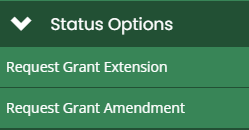 Status Options
Request Grant Extension
Request Grant Amendment